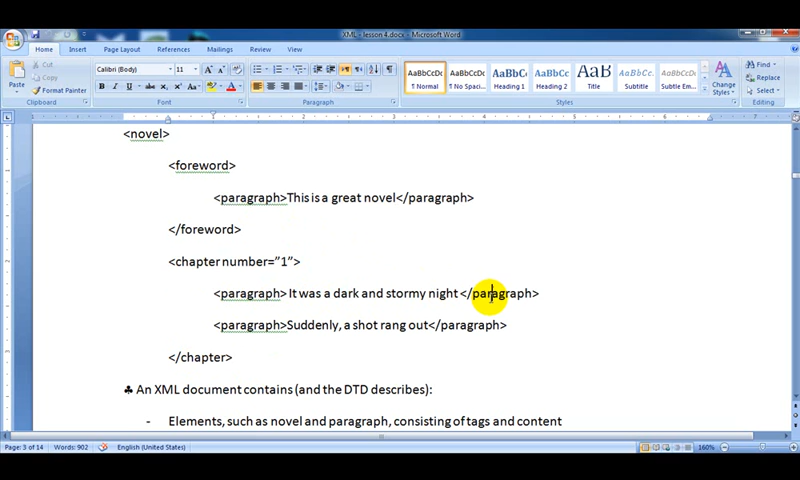 XML - lesson 4.docx - Microsoft Word
Home Insert Page Layout References Mailings Review View
Cut
Copy
Format Painter
Paste
Clipboard
Calibri (Body) 11
Font
Paragraph
AaBbCcDc AaBbCcDc AaBbCc AaBbCc AaB AaBbCc. AaBbCcDc
¶ Normal ¶ No Spaci... Heading 1 Heading 2 Title Subtitle Subtle Em...
Change Styles
Styles
Find
Replace
Select
Editing
<novel>
<foreword>
<paragraph>This is a great novel</paragraph>
</foreword>
<chapter number=”1”>
<paragraph> It was a dark and stormy night </paragraph>
<paragraph>Suddenly, a shot rang out</paragraph>
</chapter>
♣ An XML document contains (and the DTD describes):
- Elements, such as novel and paragraph, consisting of tags and content
Page: 3 of 14 Words: 902 English (United States) 160%